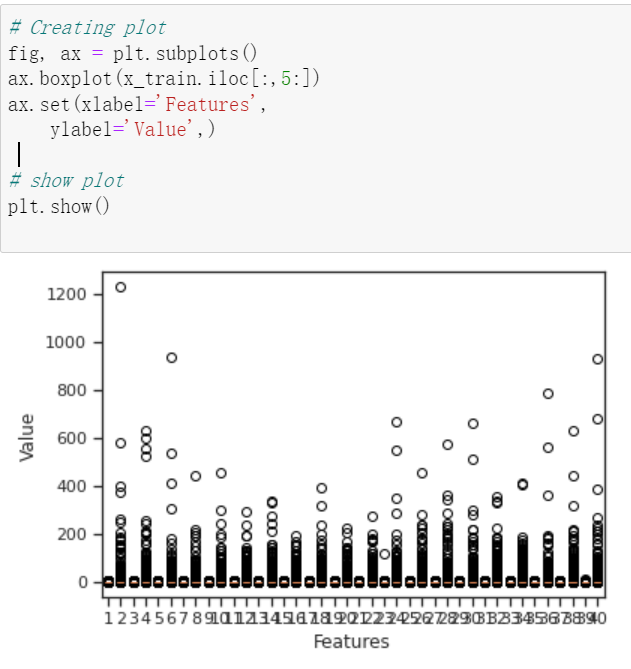 # Creating plot
fig, ax = plt.subplots()
ax.boxplot(x_train.iloc[:,5:])
ax.set(xlabel='Features',
ylabel='Value',)
# show plot
plt.show()
1200
1000
800
600
400
200
0
Value
1 2 3 4 5 6 7 8 9 10 11 12 13 14 15 16 17 18 19 20 21 22 23 24 25 26 27 28 29 30 31 32 33 34 35 36 37 38 39 40
Features